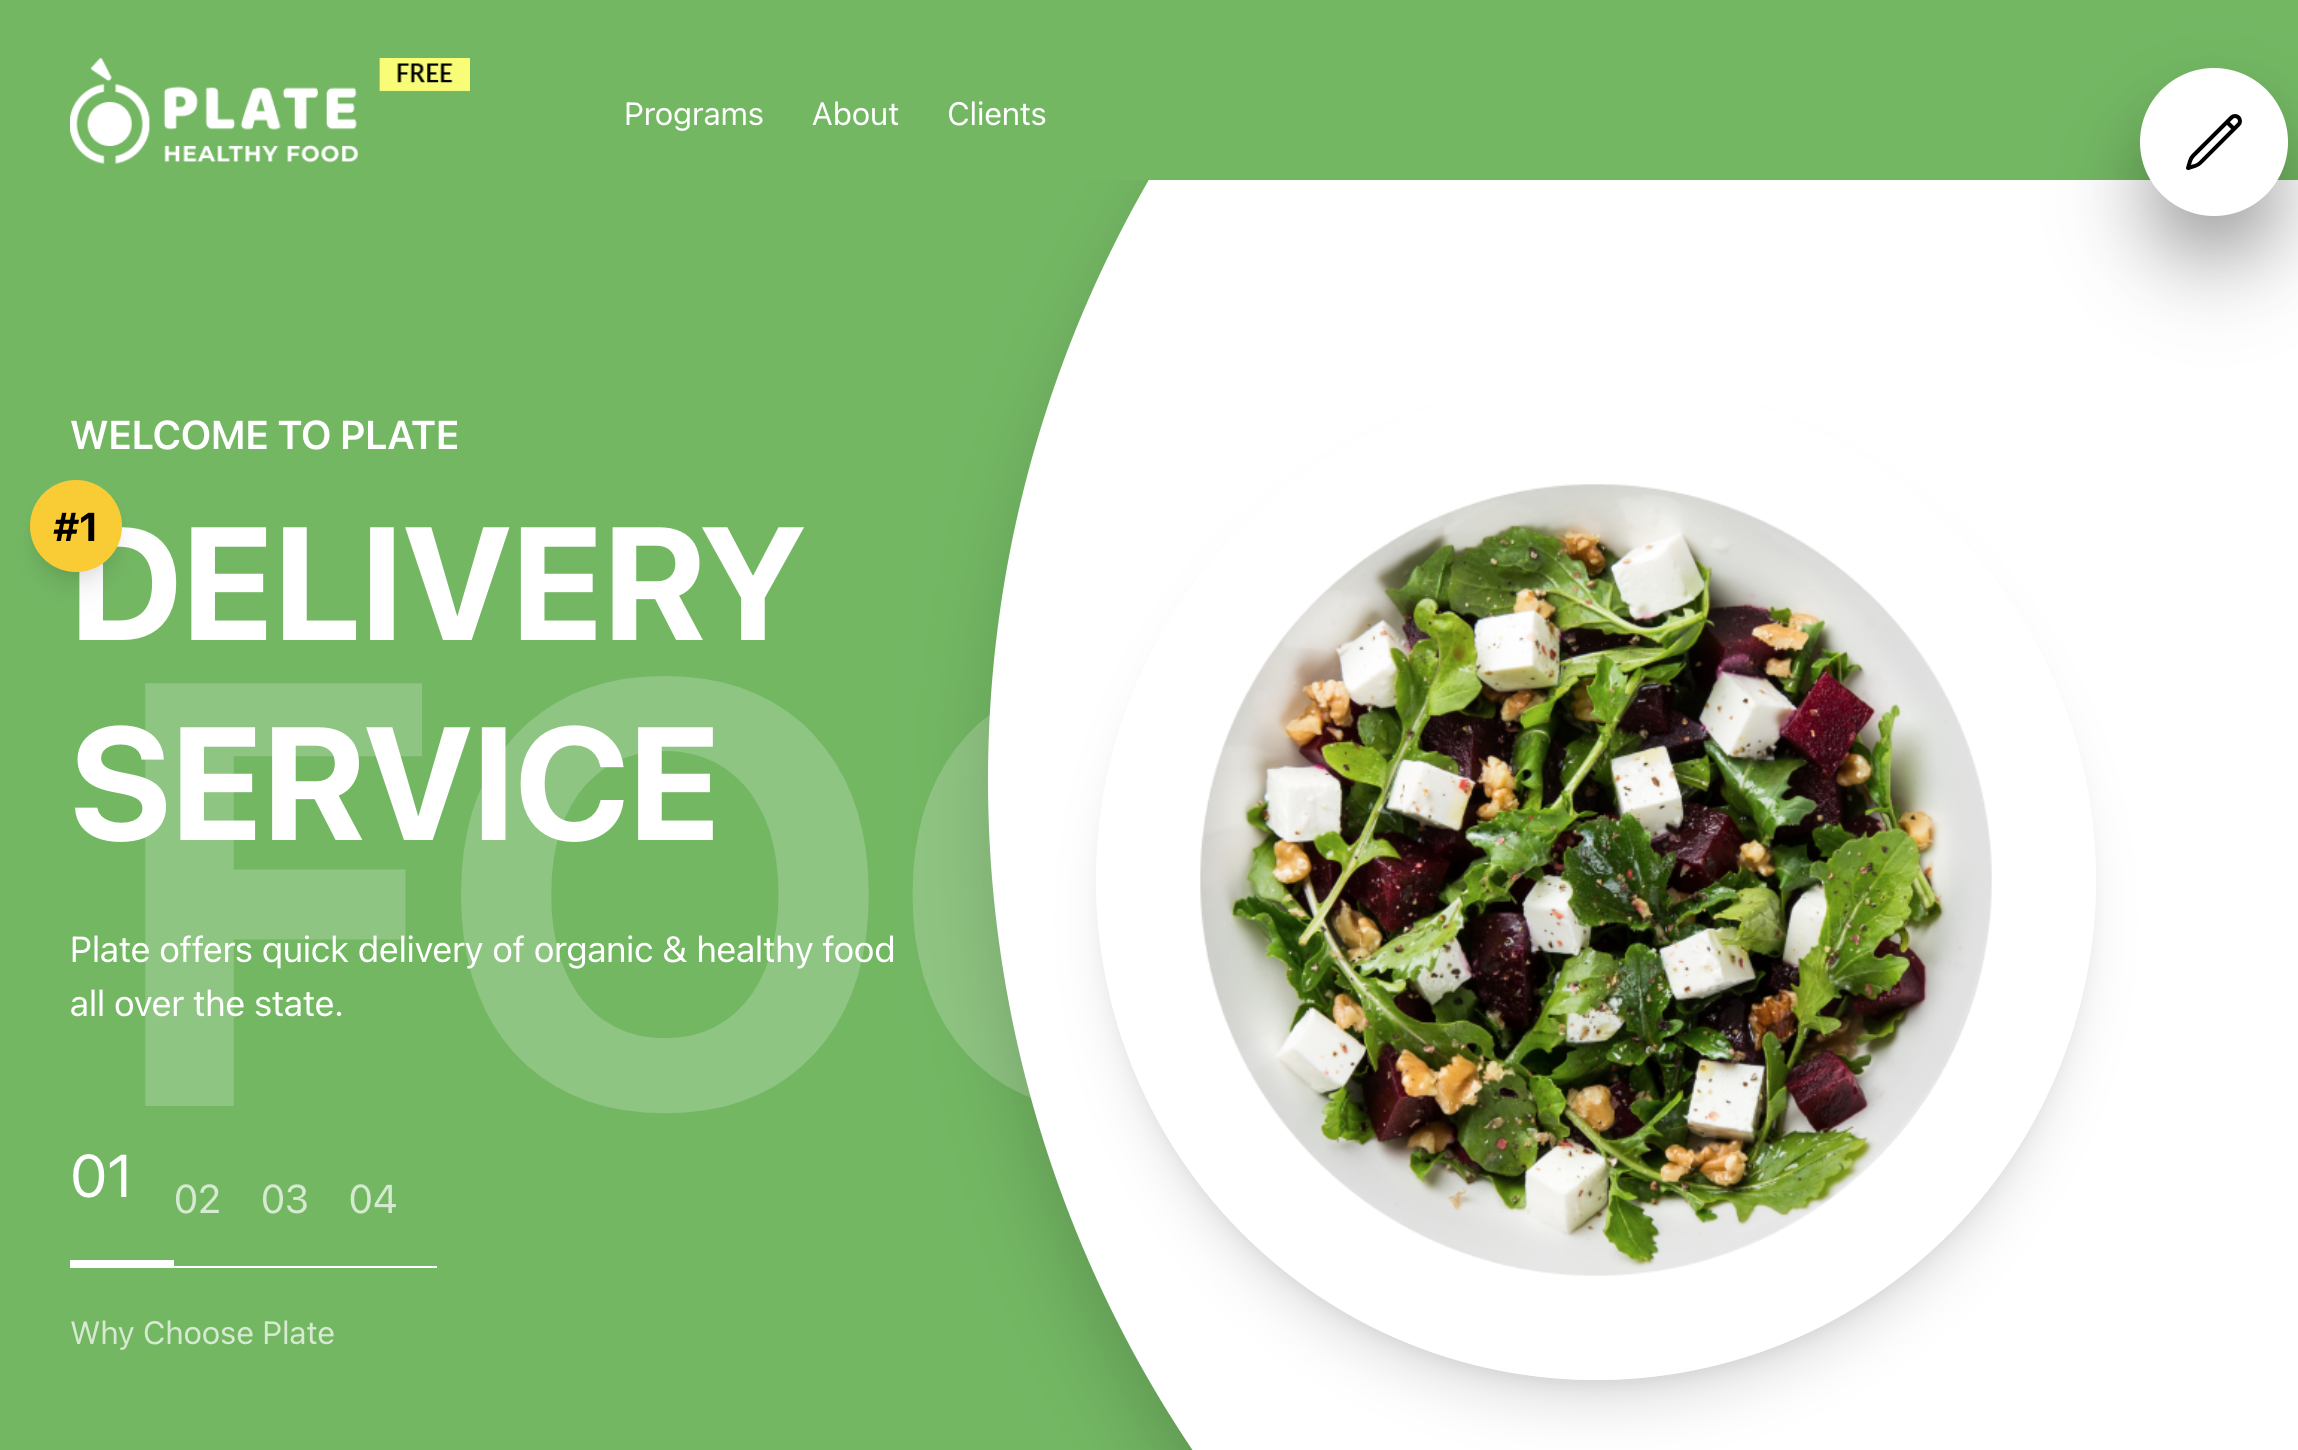 PLATE
HEALTHY FOOD
FREE
Programs
About
Clients
WELCOME TO PLATE
#1
DELIVERY
SERVICE
FOO
Plate offers quick delivery of organic & healthy food
all over the state.
01 02 03 04
Why Choose Plate